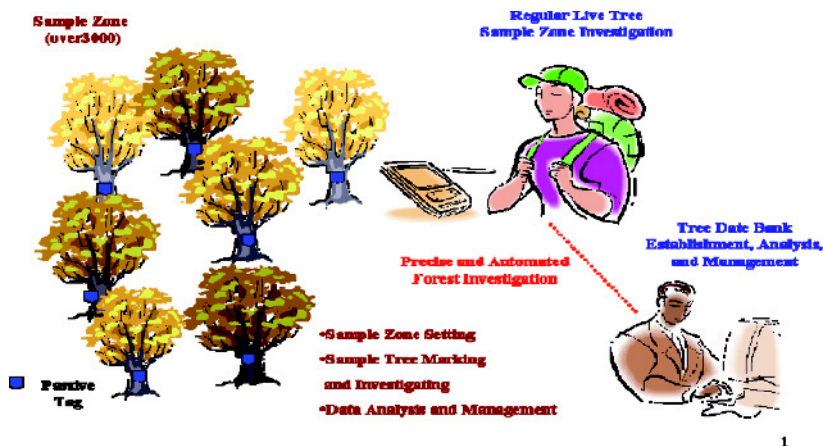 Sample Zone
(over3000)
Regular Live Tree
Sample Zone Investigation
Tree Date Bank
Establishment, Analysis,
and Management
Precise and Automated
Forest Investigation
•Sample Zone Setting
•Sample Tree Marking
and Investigating
•Data Analysis and Management
Passive
Tag
1